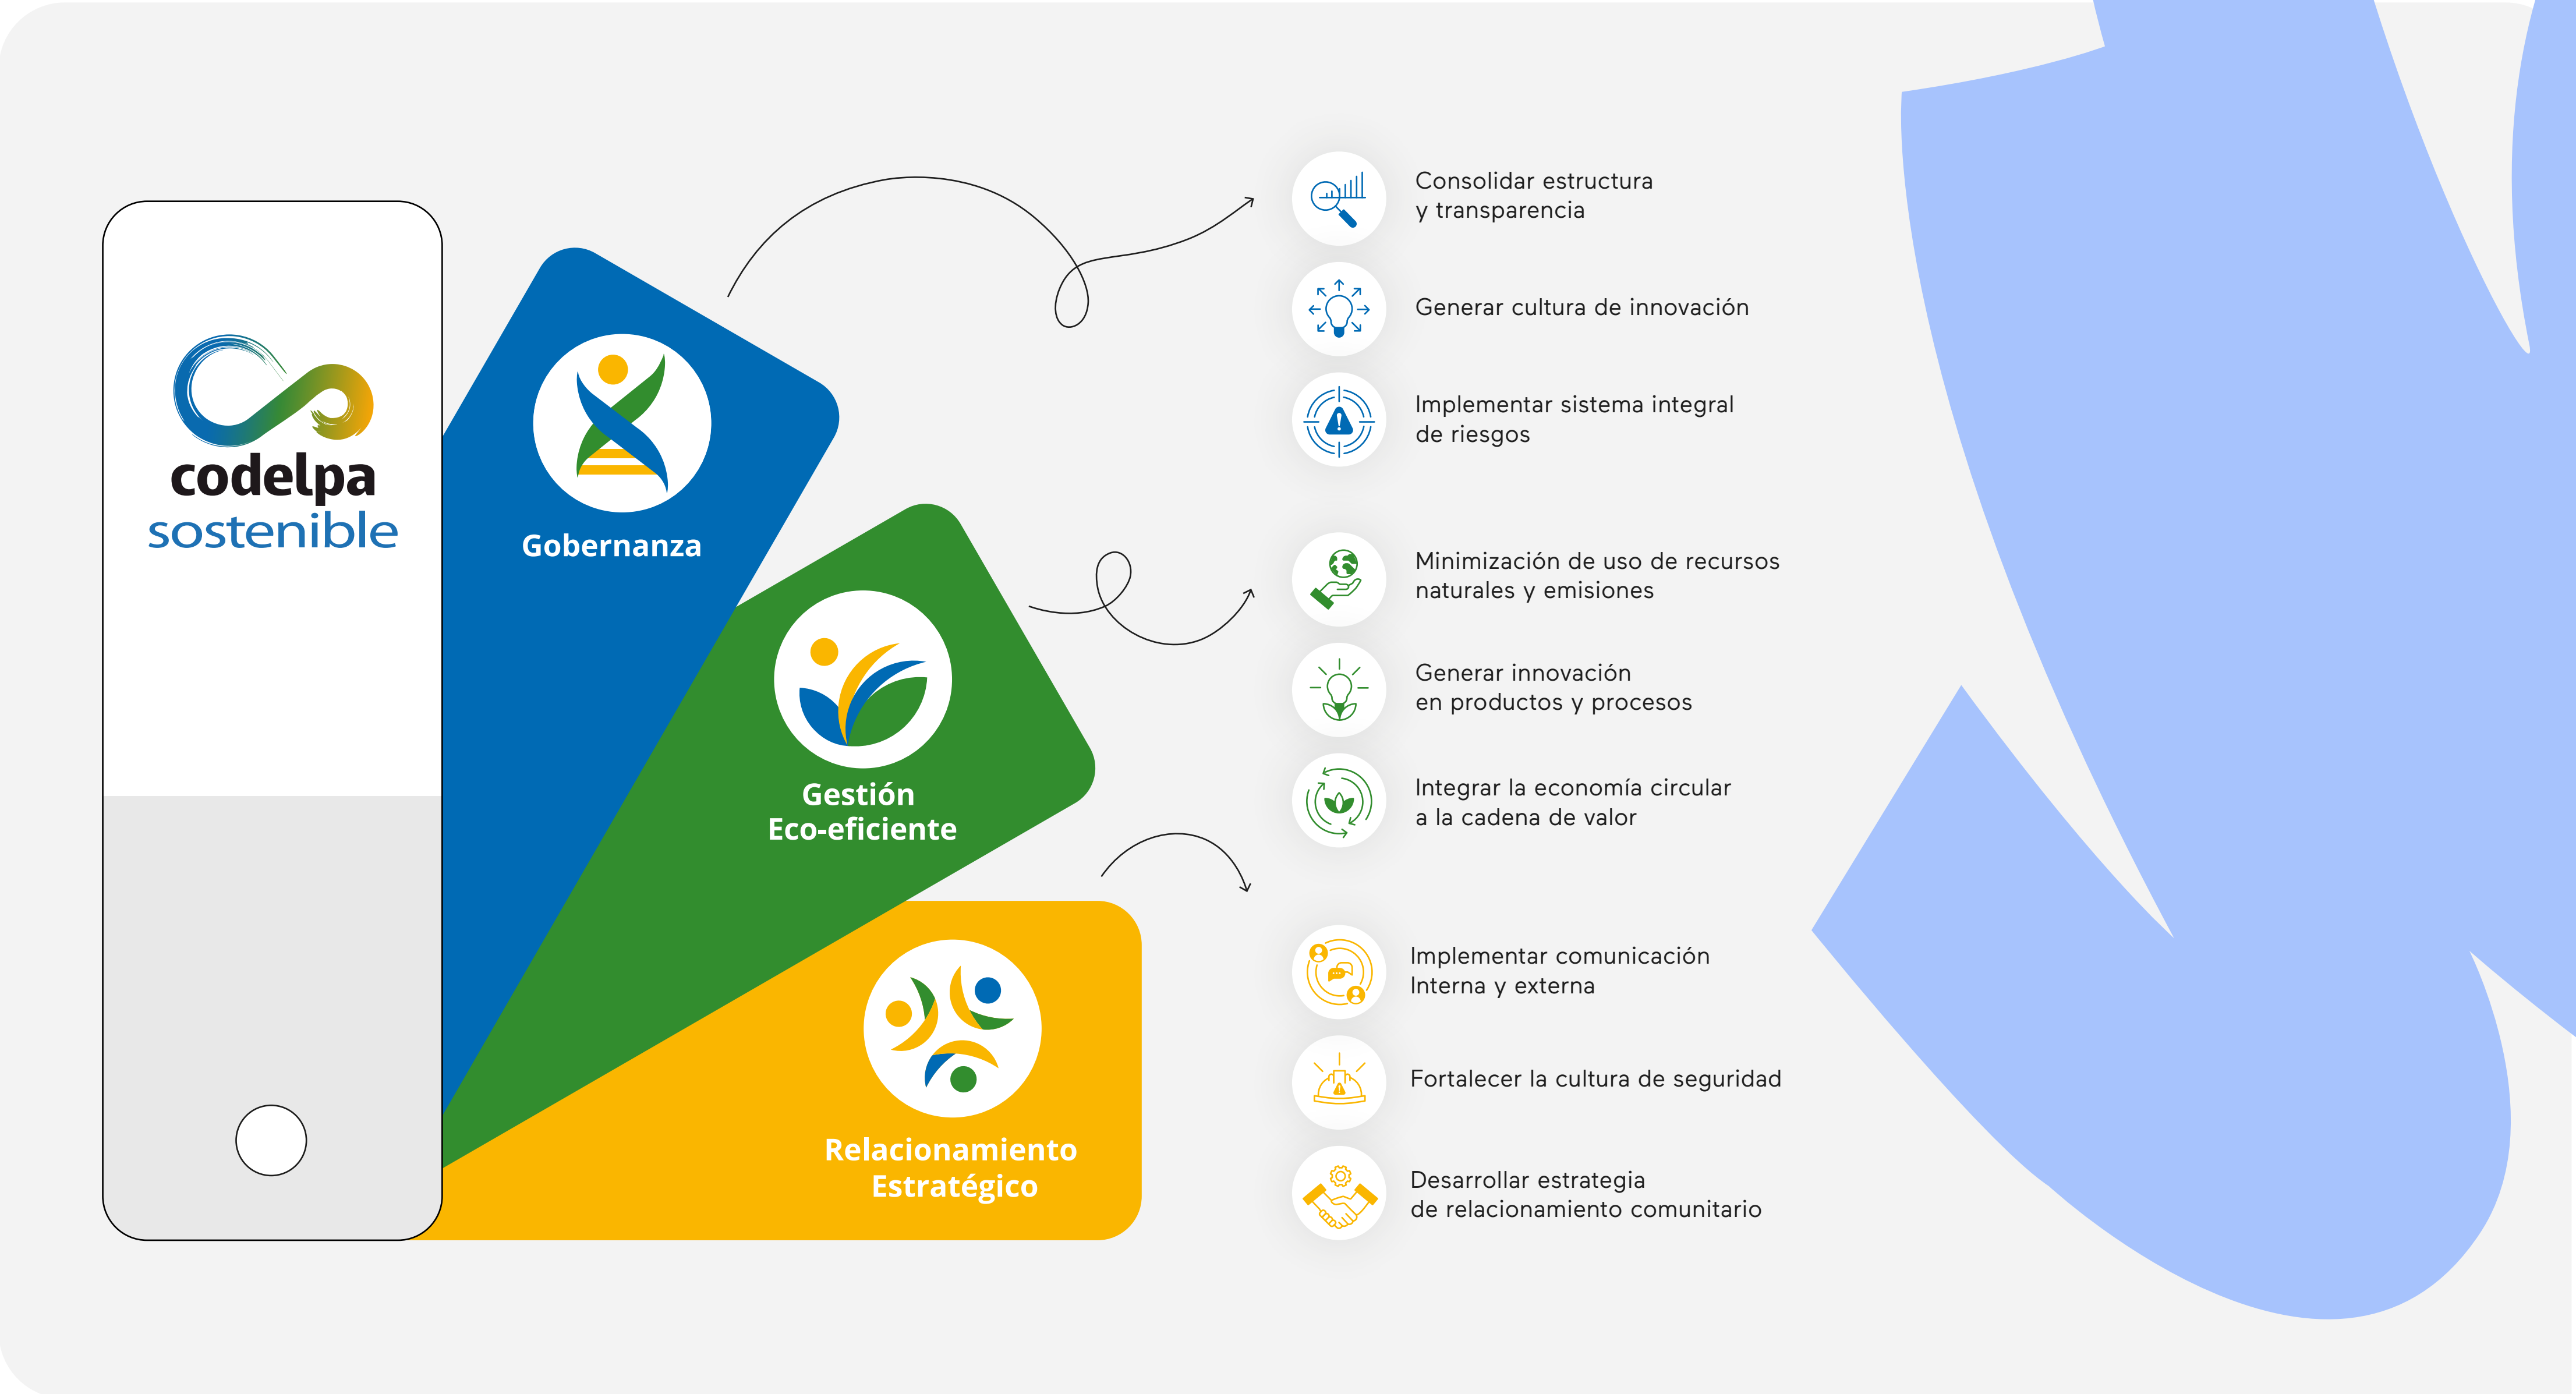 codelpa
sostenible
Gobernanza
Gestión
Eco-eficiente
Relacionamiento
Estratégico
Consolidar estructura
y transparencia
Generar cultura de innovación
Implementar sistema integral
de riesgos
Minimización de uso de recursos
naturales y emisiones
Generar innovación
en productos y procesos
Integrar la economía circular
a la cadena de valor
Implementar comunicación
Interna y externa
Fortalecer la cultura de seguridad
Desarrollar estrategia
de relacionamiento comunitario